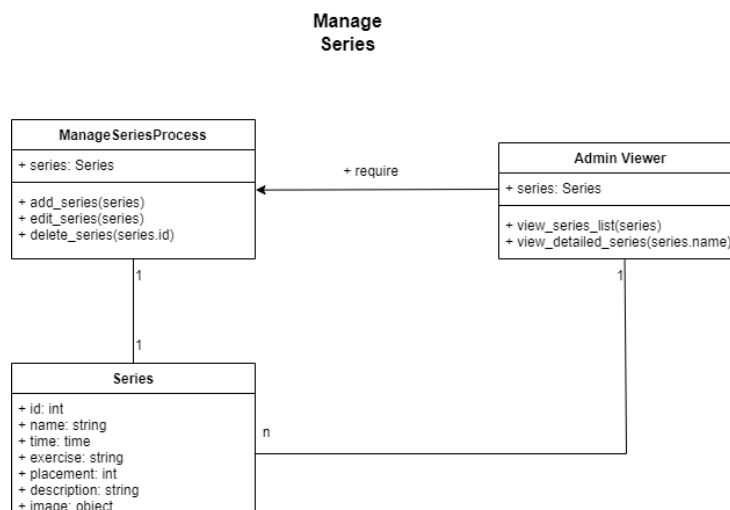 Manage
Series
ManageSeriesProcess
+ series: Series
+ add_series(series)
+ edit_series(series)
+ delete_series(series.id)
+ require
Admin Viewer
+ series: Series
+ view_series_list(series)
+ view_detailed_series(series.name)
1
1
1
n
Series
+ id: int
+ name: string
+ time: time
+ exercise: string
+ placement: int
+ description: string
+ image: object